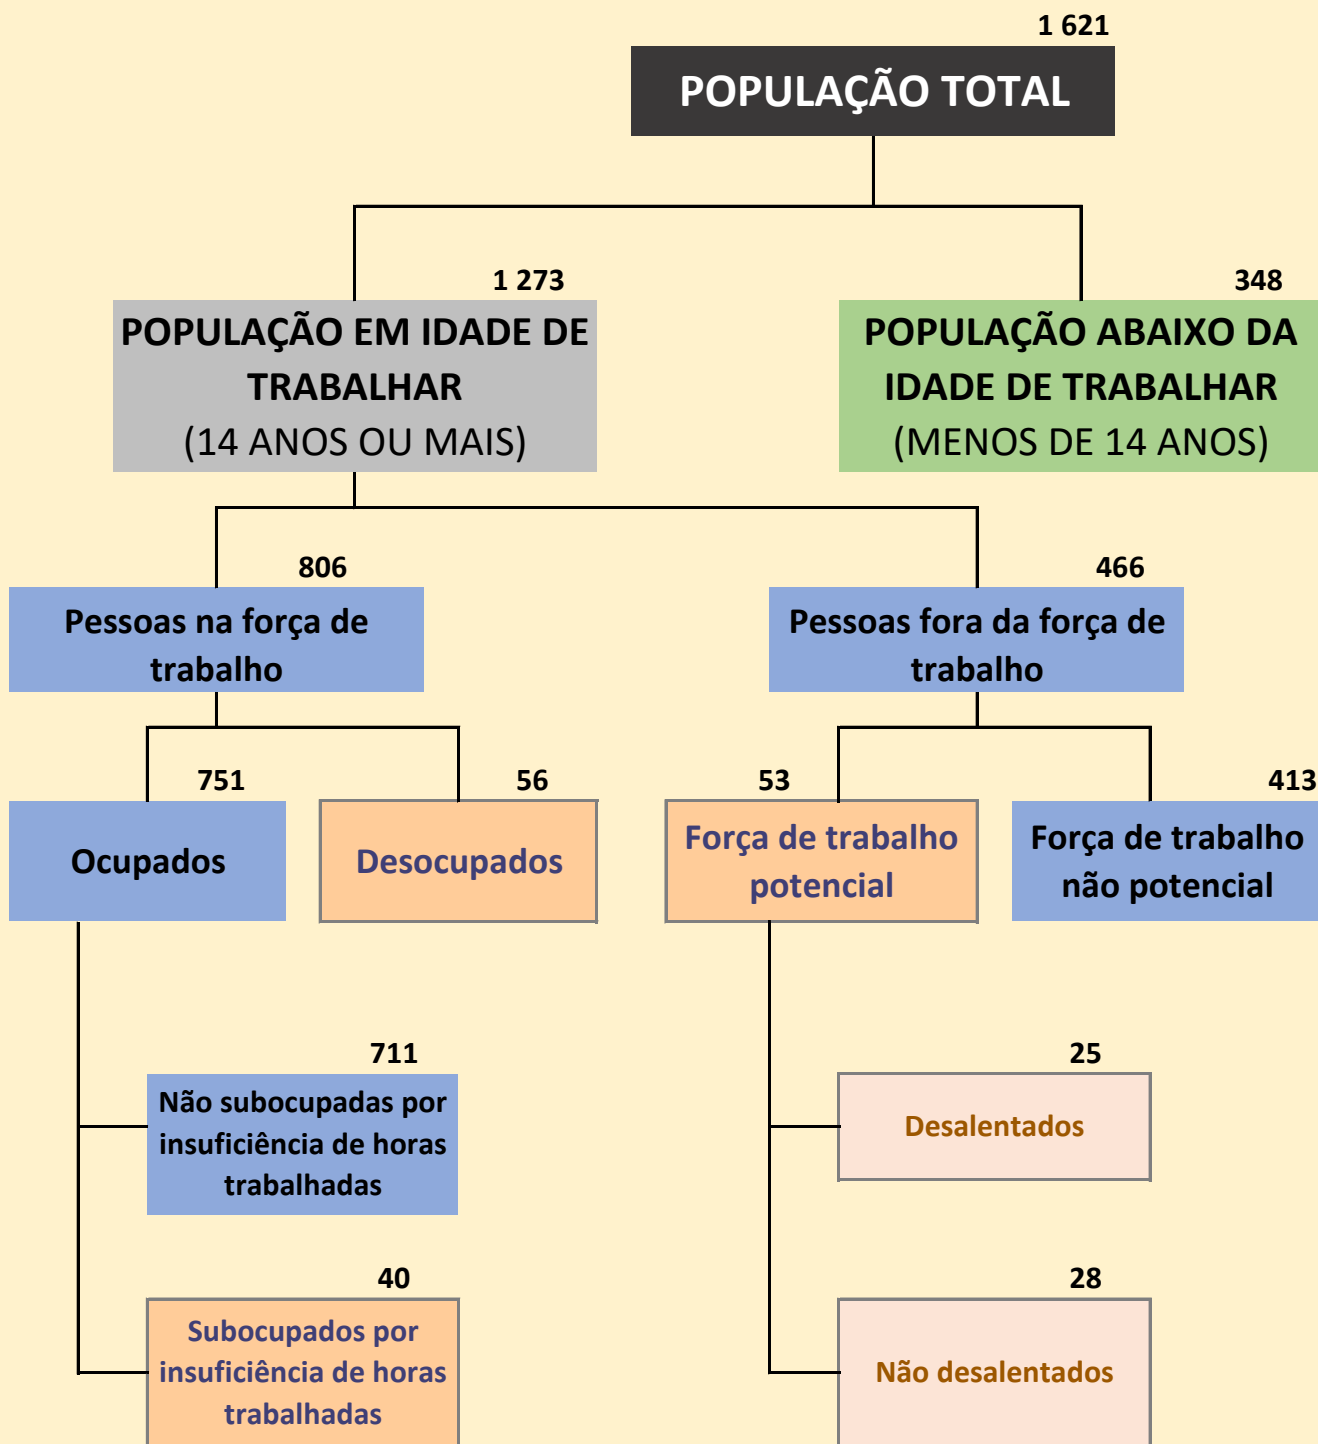 1 621
POPULAÇÃO TOTAL
1 273
POPULAÇÃO EM IDADE DE
TRABALHAR
(14 ANOS OU MAIS)
348
POPULAÇÃO ABAIXO DA
IDADE DE TRABALHAR
(MENOS DE 14 ANOS)
806
Pessoas na força de
trabalho
466
Pessoas fora da força de
trabalho
751
Ocupados
56
Desocupados
53
Força de trabalho
potencial
413
Força de trabalho
não potencial
711
Não subocupadas por
insuficiência de horas
trabalhadas
25
Desalentados
40
Subocupados por
insuficiência de horas
trabalhadas
28
Não desalentados